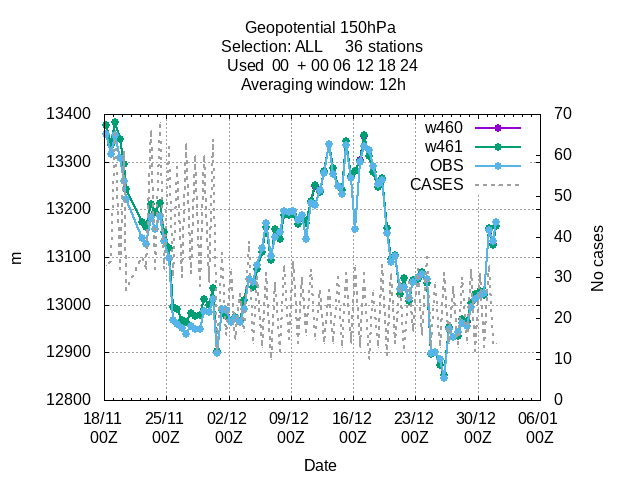 Geopotential 150hPa
Selection: ALL 36 stations
Used 00 + 00 06 12 18 24
Averaging window: 12h
13400
13300
13200
13100
13000
12900
12800
m
70
60
50
40
30
20
10
0
No cases
w460
w461
OBS
CASES
18/11 25/11 02/12 09/12 16/12 23/12 30/12 06/01
00Z 00Z 00Z 00Z 00Z 00Z 00Z 00Z
Date